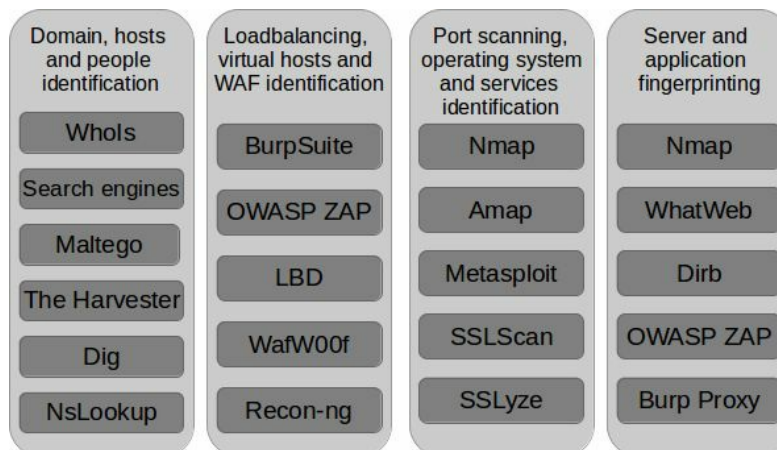 Domain, hosts
and people
identification
WhoIs
Search engines
Maltego
The Harvester
Dig
NsLookup
Loadbalancing,
virtual hosts and
WAF identification
BurpSuite
OWASP ZAP
LBD
WafW00f
Recon-ng
Port scanning,
operating system
and services
identification
Nmap
Amap
Metasploit
SSLScan
SSLyze
Server and
application
fingerprinting
Nmap
WhatWeb
Dirb
OWASP ZAP
Burp Proxy